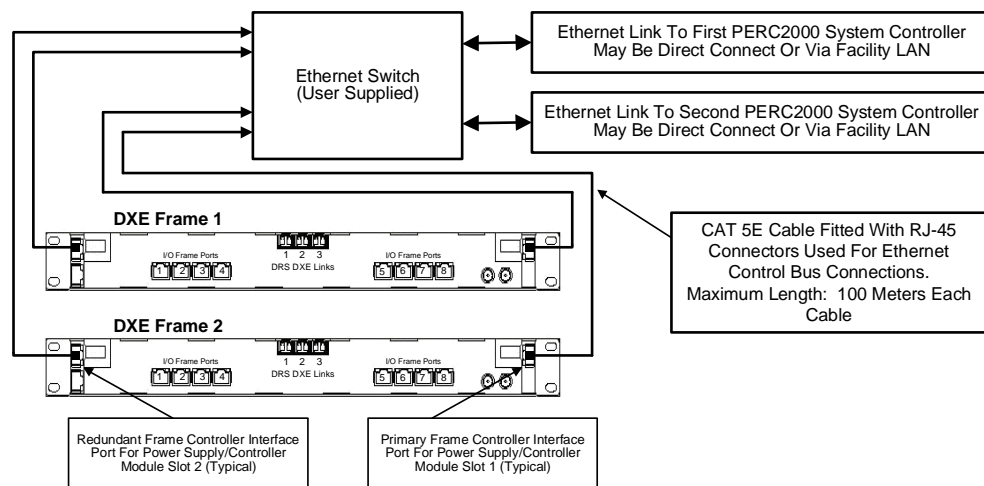 Ethernet Switch
(User Supplied)
Ethernet Link To First PERC2000 System Controller
May Be Direct Connect Or Via Facility LAN
Ethernet Link To Second PERC2000 System Controller
May Be Direct Connect Or Via Facility LAN
CAT 5E Cable Fitted With RJ-45
Connectors Used For Ethernet
Control Bus Connections.
Maximum Length: 100 Meters Each
Cable
DXE Frame 1
I/O Frame Ports
1 2 3 4
1 2 3
DRS DXE Links
I/O Frame Ports
5 6 7 8
DXE Frame 2
I/O Frame Ports
1 2 3 4
1 2 3
DRS DXE Links
I/O Frame Ports
5 6 7 8
Redundant Frame Controller Interface
Port For Power Supply/Controller
Module Slot 2 (Typical)
Primary Frame Controller Interface
Port For Power Supply/Controller
Module Slot 1 (Typical)